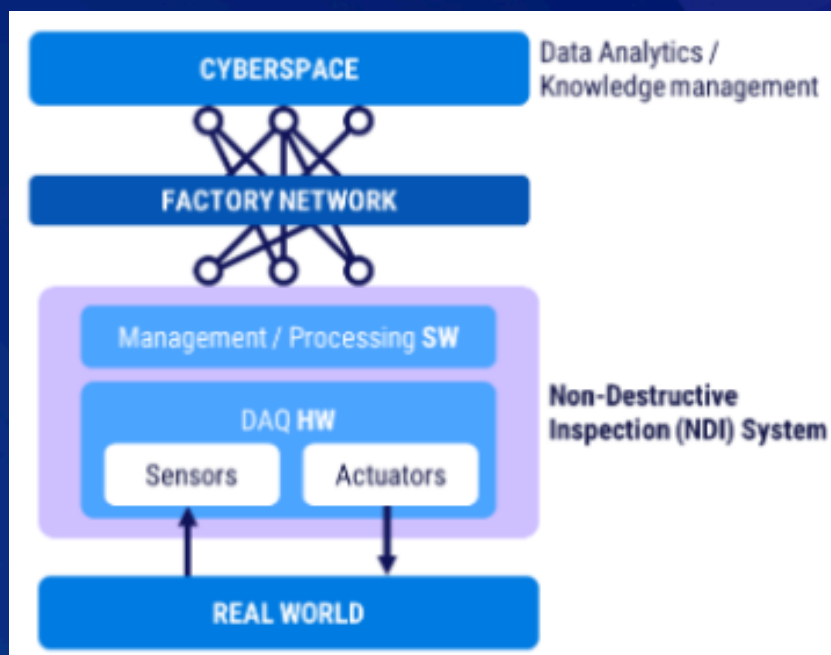 CYBERSPACE
Data Analytics /
Knowledge management
FACTORY NETWORK
Management / Processing SW
DAQ HW
Sensors
Actuators
Non-Destructive
Inspection (NDI) System
REAL WORLD